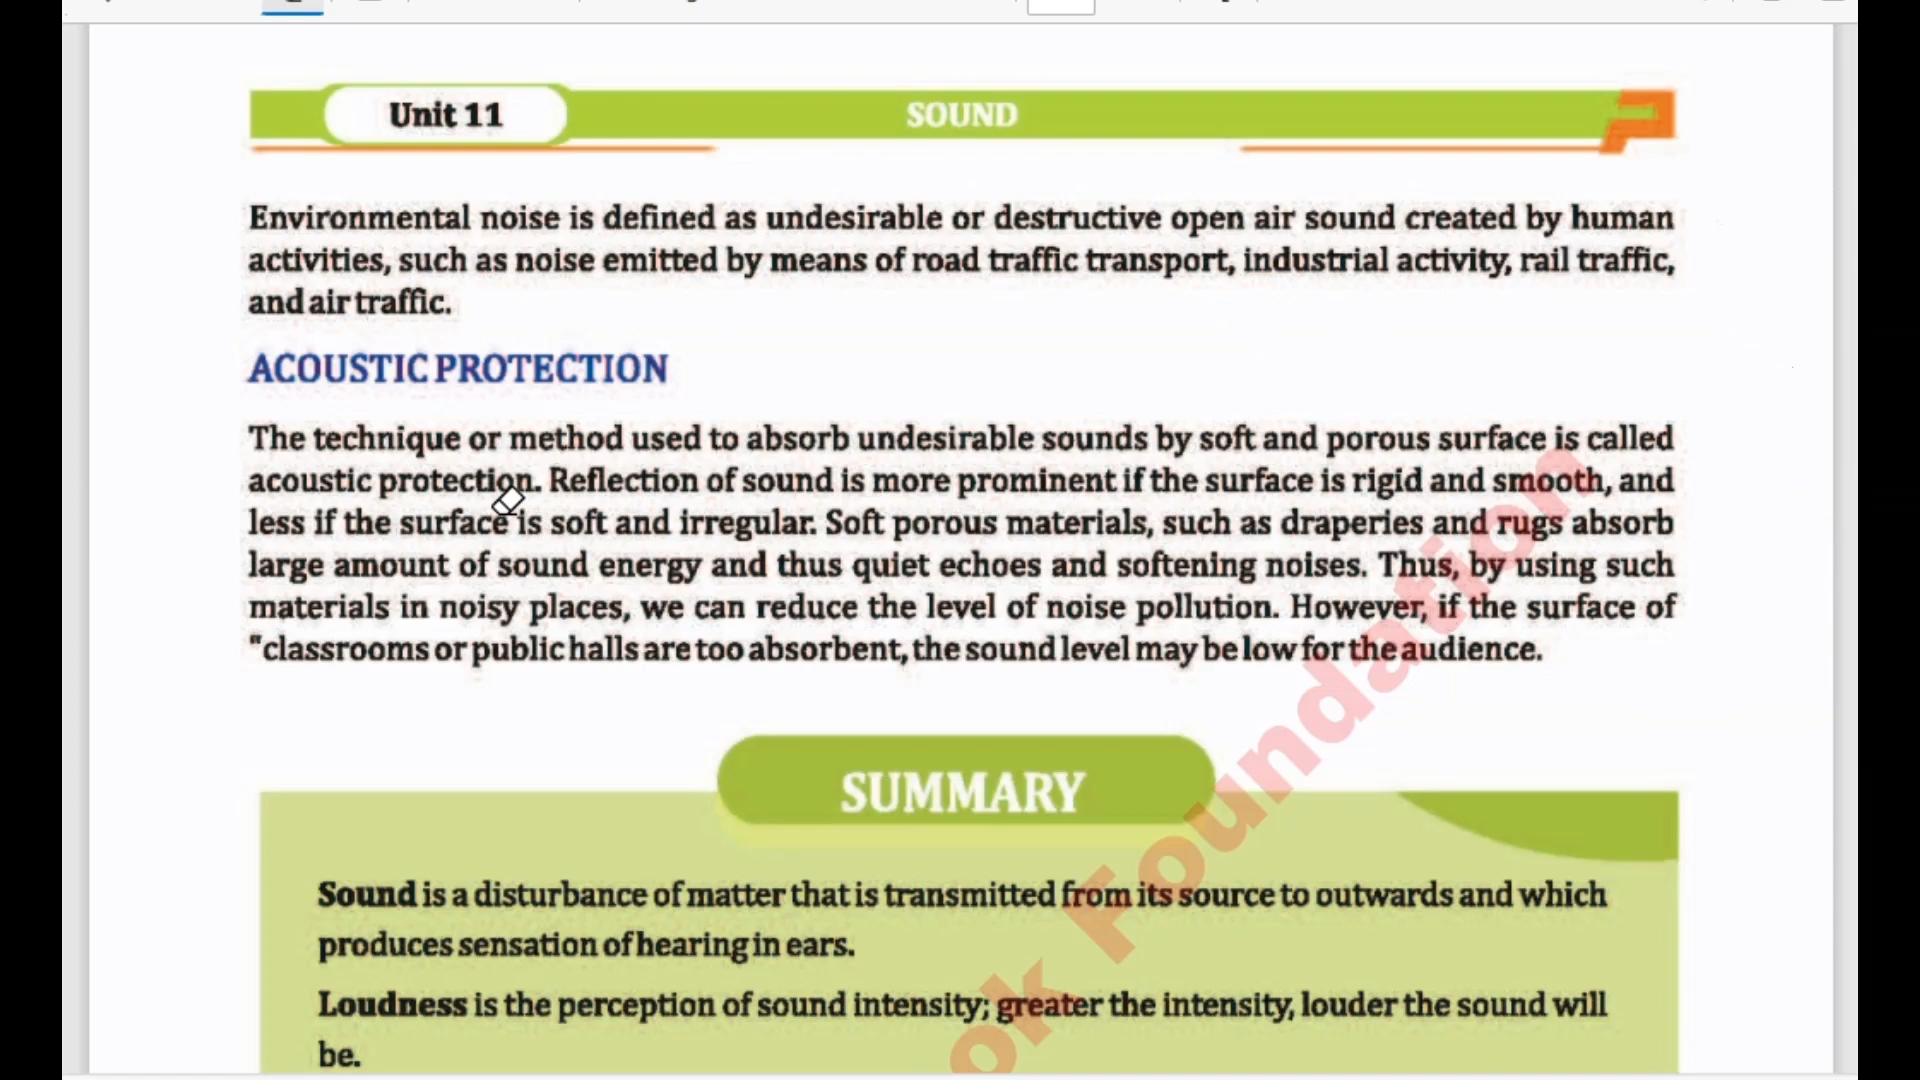 Unit 11
SOUND
Environmental noise is defined as undesirable or destructive open air sound created by human
activities, such as noise emitted by means of road traffic transport, industrial activity, rail traffic,
and air traffic.
ACOUSTIC PROTECTION
The technique or method used to absorb undesirable sounds by soft and porous surface is called
acoustic protection. Reflection of sound is more prominent if the surface is rigid and smooth, and
less if the surface is soft and irregular. Soft porous materials, such as draperies and rugs absorb
large amount of sound energy and thus quiet echoes and softening noises. Thus, by using such
materials in noisy places, we can reduce the level of noise pollution. However, if the surface of
"classrooms or public halls are too absorbent, the sound level may be low for the audience.
SUMMARY
Sound is a disturbance of matter that is transmitted from its source to outwards and which
produces sensation of hearing in ears.
Loudness is the perception of sound intensity; greater the intensity, louder the sound will
be.
ok Foundation